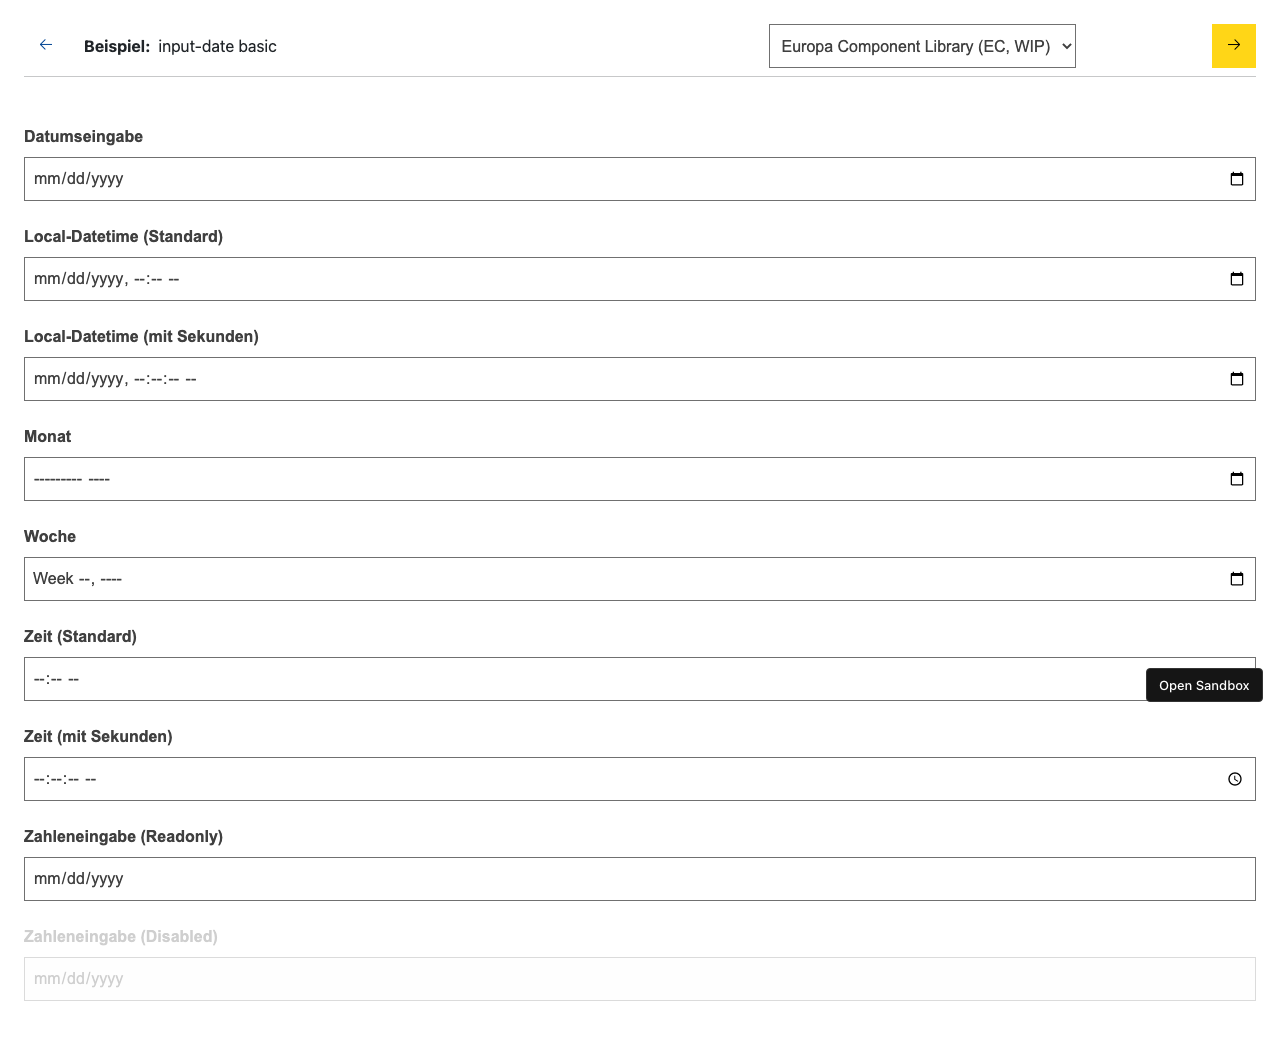 Beispiel: input-date basic
Europa Component Library (EC, WIP)
Datumseingabe
mm/dd/yyyy
Local-Datetime (Standard)
mm/dd/yyyy, --:-- --
Local-Datetime (mit Sekunden)
mm/dd/yyyy, --:--:-- --
Monat
--------- ----
Woche
Week --, ----
Zeit (Standard)
--:-- --
Open Sandbox
Zeit (mit Sekunden)
--:--:-- --
Zahleneingabe (Readonly)
mm/dd/yyyy
Zahleneingabe (Disabled)
mm/dd/yyyy